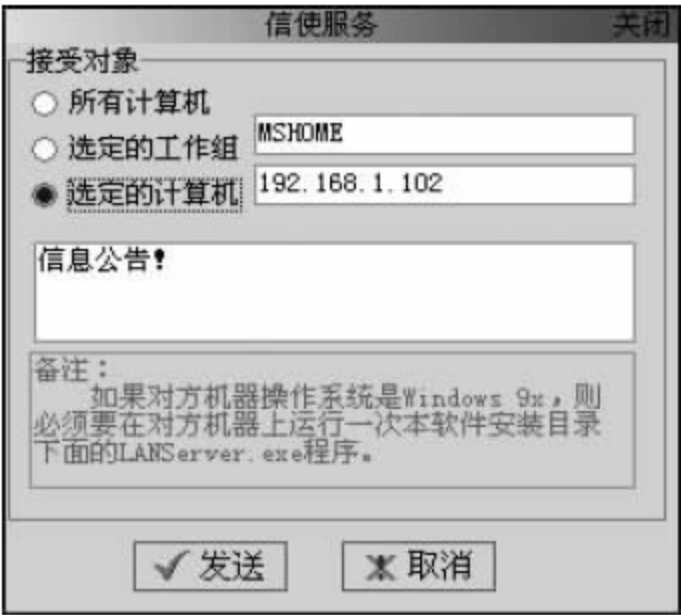 信使服务 关闭
接受对象
所有计算机
选定的工作组 MSHOME
选定的计算机 192.168.1.102
信息公告!
备注：
如果对方机器操作系统是Windows 9x，则
必须要在对方机器上运行一次本软件安装目录
下面的LANServer.exe程序。
发送 取消